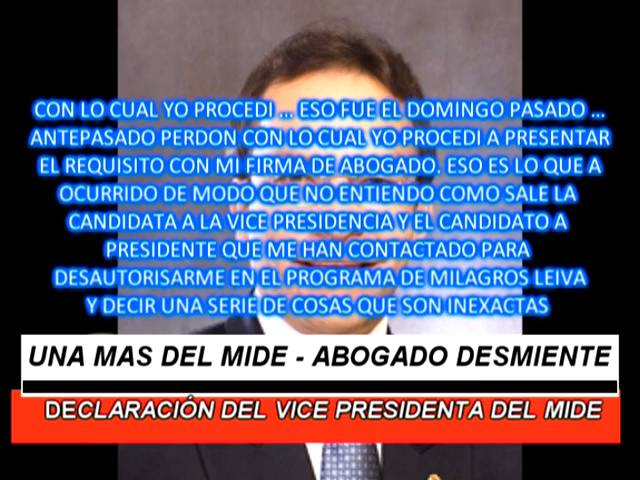 CON LO CUAL YO PROCEDI ... ESO FUE EL DOMINGO PASADO ...
ANTEPASADO PERDON CON LO CUAL YO PROCEDI A PRESENTAR
EL REQUISITO CON MI FIRMA DE ABOGADO. ESO ES LO QUE A
OCURRIDO DE MODO QUE NO ENTIENDO COMO SALE LA
CANDIDATA A LA VICE PRESIDENCIA Y EL CANDIDATO A
PRESIDENTE QUE ME HAN CONTACTADO PARA
DESAUTORISARME EN EL PROGRAMA DE MILAGROS LEIVA
Y DECIR UNA SERIE DE COSAS QUE SON INEXACTAS
UNA MAS DEL MIDE - ABOGADO DESMIENTE
DECLARACIÓN DEL VICE PRESIDENTA DEL MIDE